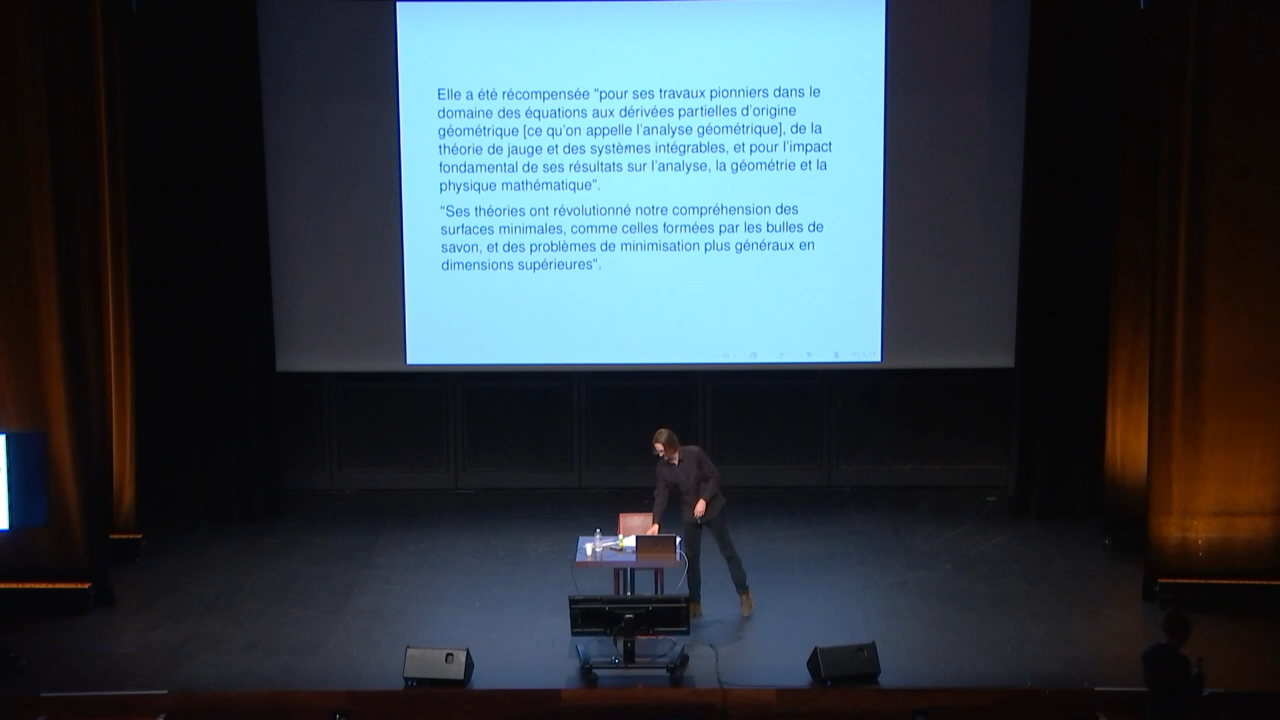 Elle a été récompensée "pour ses travaux pionniers dans le
domaine des équations aux dérivées partielles d'origine
géométrique [ce qu'on appelle l'analyse géométrique], de la
théorie de jauge et des systèmes intégrables, et pour l'impact
fondamental de ses résultats sur l'analyse, la géométrie et la
physique mathématique".
"Ses théories ont révolutionné notre compréhension des
surfaces minimales, comme celles formées par les bulles de
savon, et des problèmes de minimisation plus généraux en
dimensions supérieures".